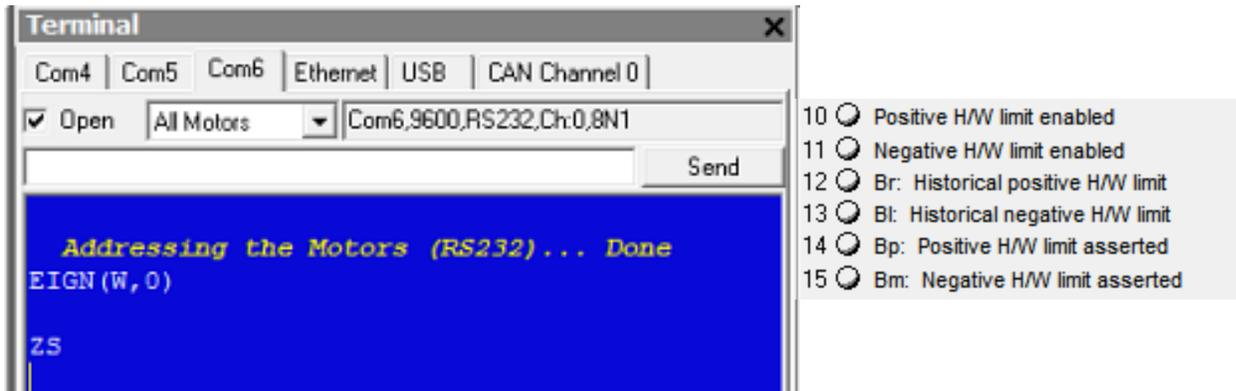 Terminal
Com4 Com5 Com6 Ethernet USB CAN Channel 0
Open All Motors Com6,9600,RS232,Ch:0,8N1
Send
Addressing the Motors (RS232)... Done
EIGN(W,0)
ZS
10 Positive H/W limit enabled
11 Negative H/W limit enabled
12 Br: Historical positive H/W limit
13 Bl: Historical negative H/W limit
14 Bp: Positive H/W limit asserted
15 Bm: Negative H/W limit asserted